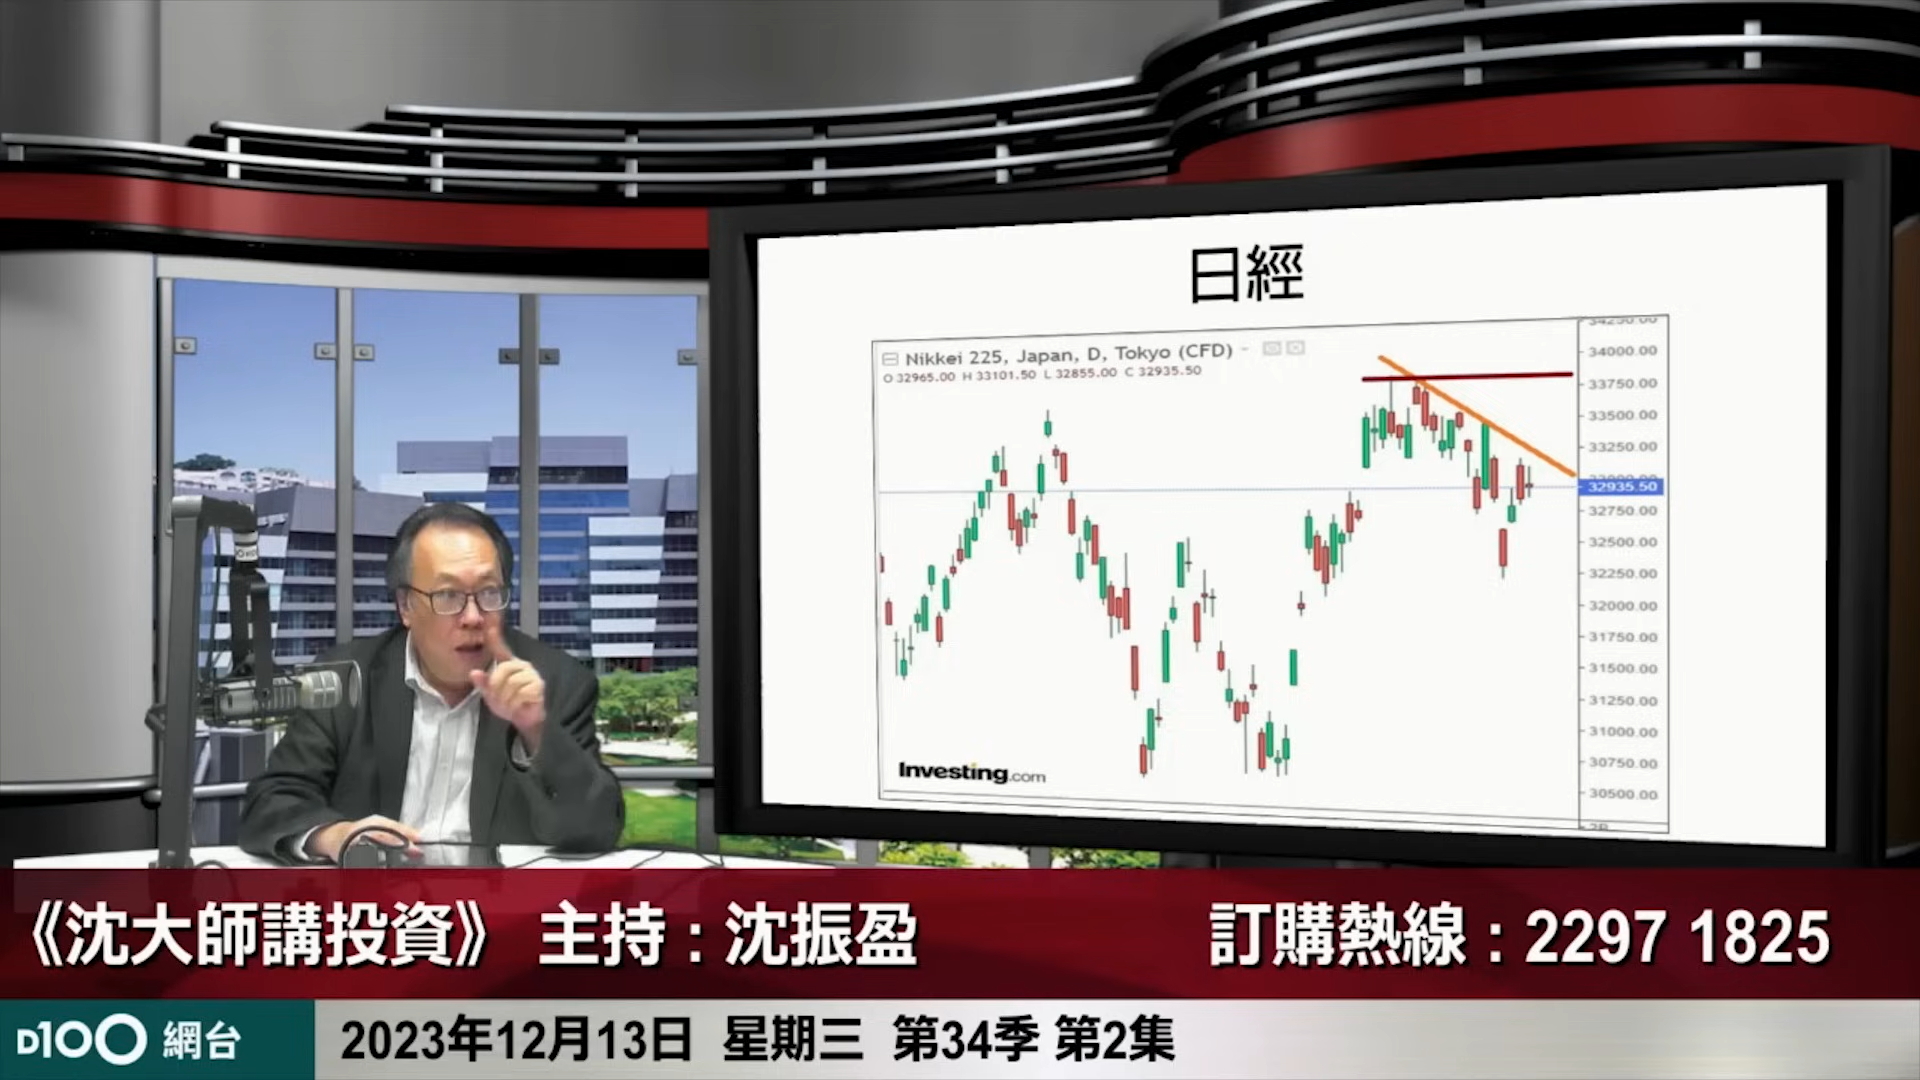 日經
Nikkei 225, Japan, D, Tokyo (CFD)
O 32965.00 H 33101.50 L 32855.00 C 32935.50
34250.00
34000.00
33750.00
33500.00
33250.00
33000.00
32935.50
32750.00
32500.00
32250.00
32000.00
31750.00
31500.00
31250.00
31000.00
30750.00
30500.00
Investing.com
《沈大師講投資》 主持:沈振盈
訂購熱線:2297 1825
D100 網台
2023年12月13日 星期三 第34季 第2集